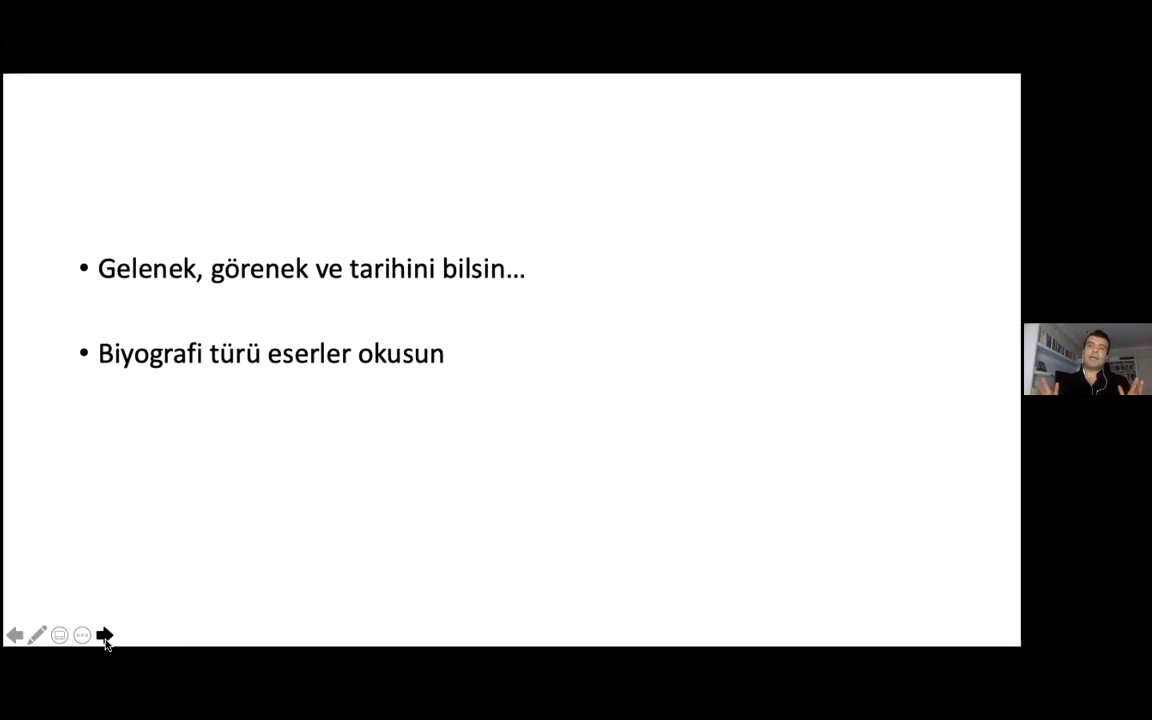 • Gelenek, görenek ve tarihini bilsin...
• Biyografi türü eserler okusun